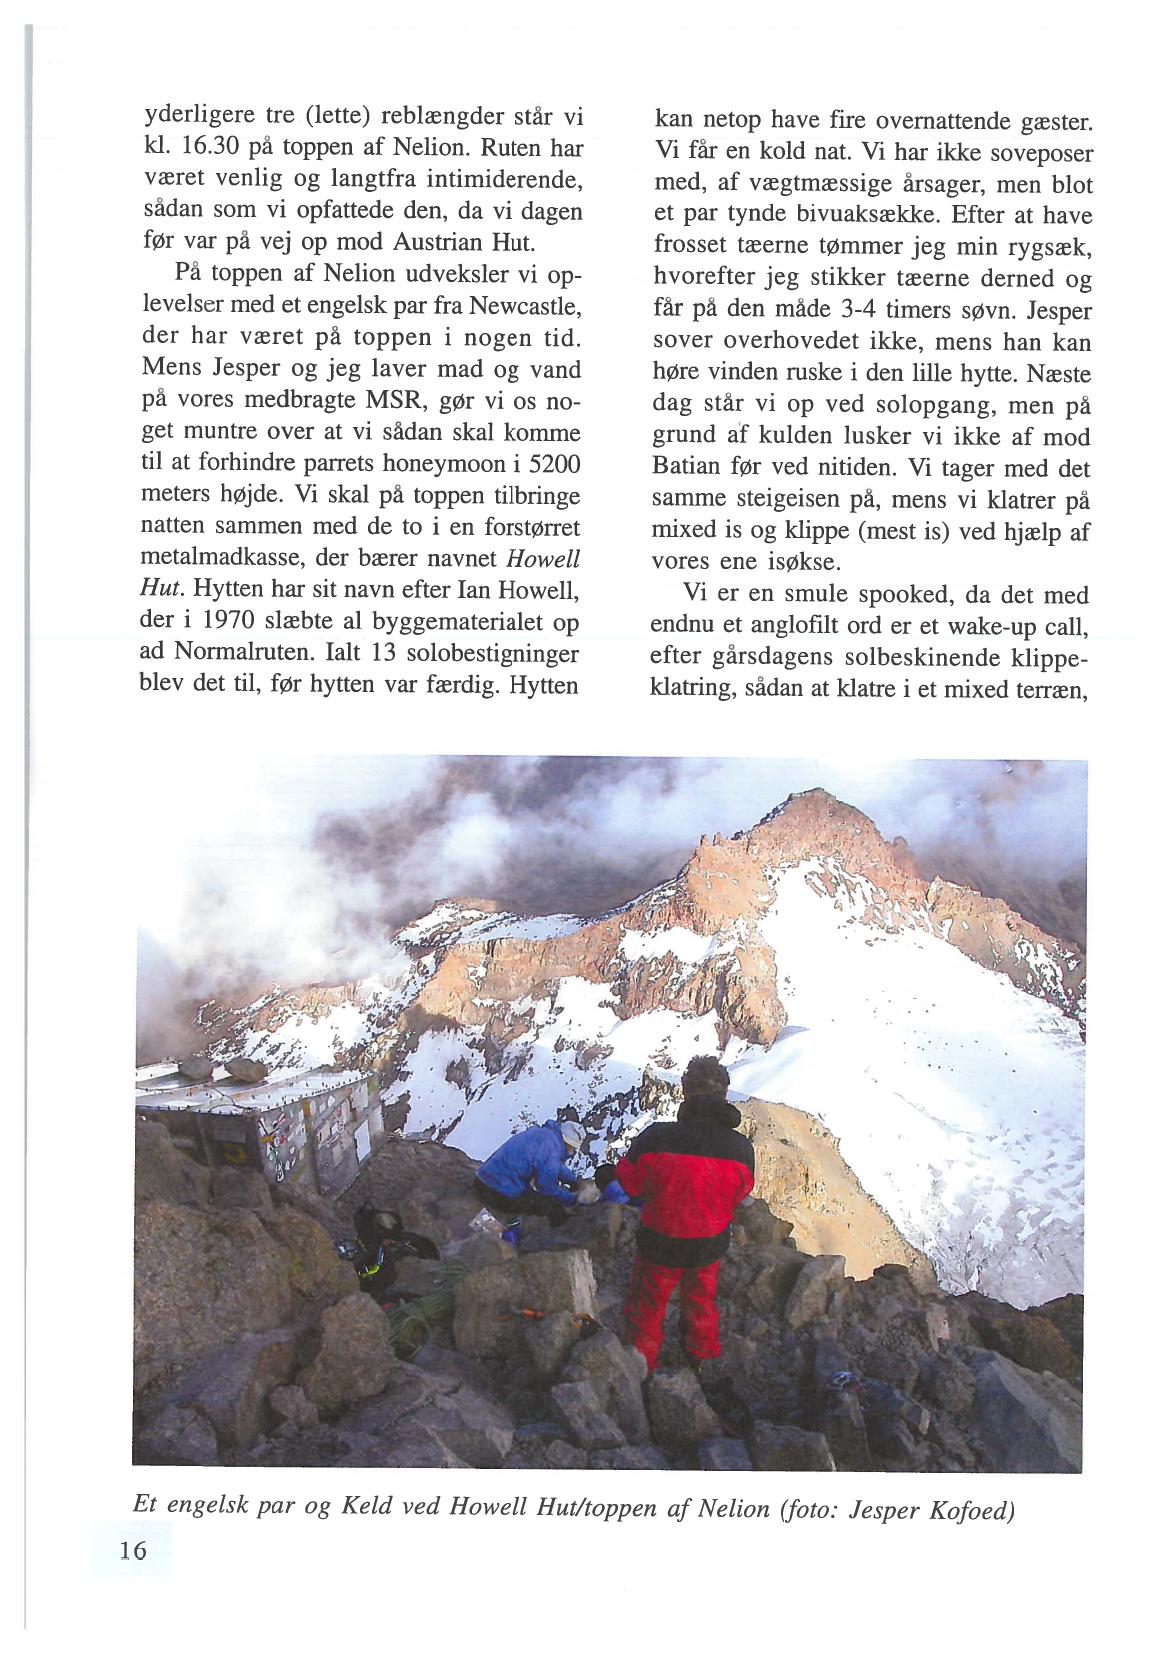 yderligere tre (lette) reblængder står vi
kl. 16.30 på toppen af Nelion. Ruten har
været venlig og langtfra intimiderende,
sådan som vi opfattede den, da vi dagen
før var på vej op mod Austrian Hut.
På toppen af Nelion udveksler vi op-
levelser med et engelsk par fra Newcastle,
der har været på toppen i nogen tid.
Mens Jesper og jeg laver mad og vand
på vores medbragte MSR, gør vi os no-
get muntre over at vi sådan skal komme
til at forhindre parrets honeymoon i 5200
meters højde. Vi skal på toppen tilbringe
natten sammen med de to i en forstørret
metalmadkasse, der bærer navnet Howell
Hut. Hytten har sit navn efter Ian Howell,
der i 1970 slæbte al byggematerialet op
ad Normalruten. Ialt 13 solobestigninger
blev det til, før hytten var færdig. Hytten
kan netop have fire overnattende gæster.
Vi får en kold nat. Vi har ikke soveposer
med, af vægtmæssige årsager, men blot
et par tynde bivuaksække. Efter at have
frosset tæerne tømmer jeg min rygsæk,
hvorefter jeg stikker tæerne derned og
får på den måde 3-4 timers søvn. Jesper
sover overhovedet ikke, mens han kan
høre vinden ruske i den lille hytte. Næste
dag står vi op ved solopgang, men på
grund af kulden lusker vi ikke af mod
Batian før ved nitiden. Vi tager med det
samme steigeisen på, mens vi klatrer på
mixed is og klippe (mest is) ved hjælp af
vores ene isøkse.
Vi er en smule spooked, da det med
endnu et anglofilt ord er et wake-up call,
efter gårsdagens solbeskinende klippe-
klatring, sådan at klatre i et mixed terræn,
Et engelsk par og Keld ved Howell Hut/toppen af Nelion (foto: Jesper Kofoed)
16